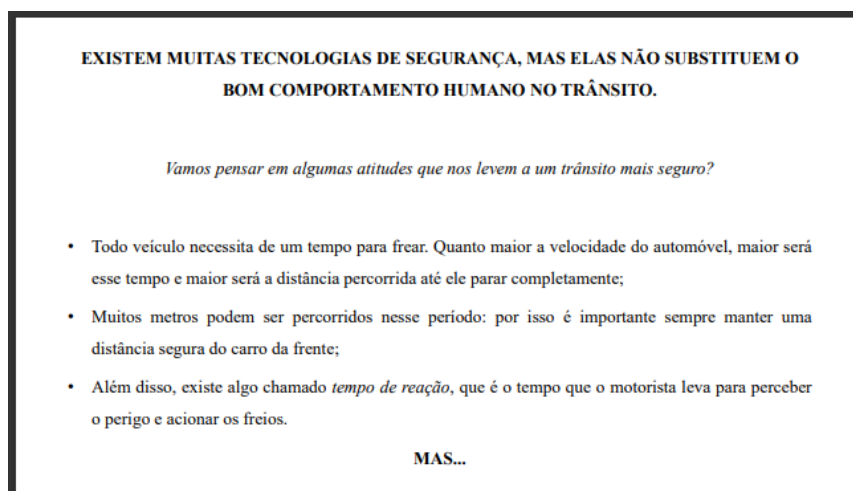 EXISTEM MUITAS TECNOLOGIAS DE SEGURANÇA, MAS ELAS NÃO SUBSTITUEM O
BOM COMPORTAMENTO HUMANO NO TRÂNSITO.
Vamos pensar em algumas atitudes que nos levem a um trânsito mais seguro?
• Todo veículo necessita de um tempo para frear. Quanto maior a velocidade do automóvel, maior será
esse tempo e maior será a distância percorrida até ele parar completamente;
• Muitos metros podem ser percorridos nesse período: por isso é importante sempre manter uma
distância segura do carro da frente;
• Além disso, existe algo chamado tempo de reação, que é o tempo que o motorista leva para perceber
o perigo e acionar os freios.
MAS...